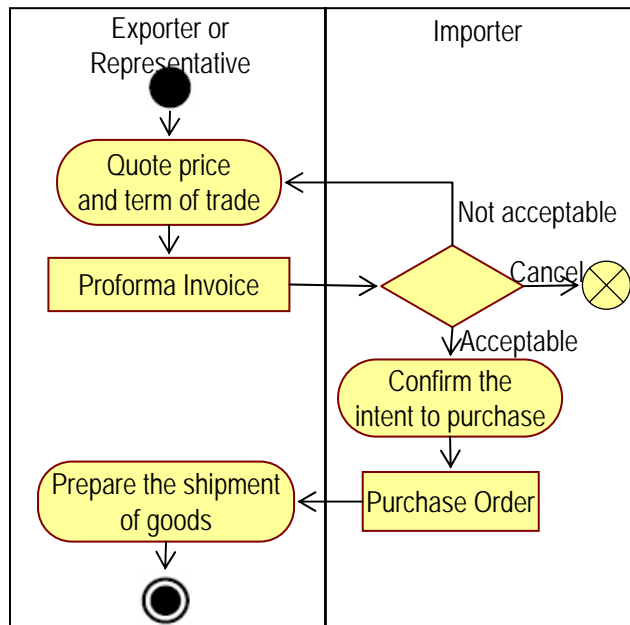 Exporter or
Representative
Importer
Quote price
and term of trade
Not acceptable
Proforma Invoice
Cancel
Acceptable
Confirm the
intent to purchase
Prepare the shipment
of goods
Purchase Order